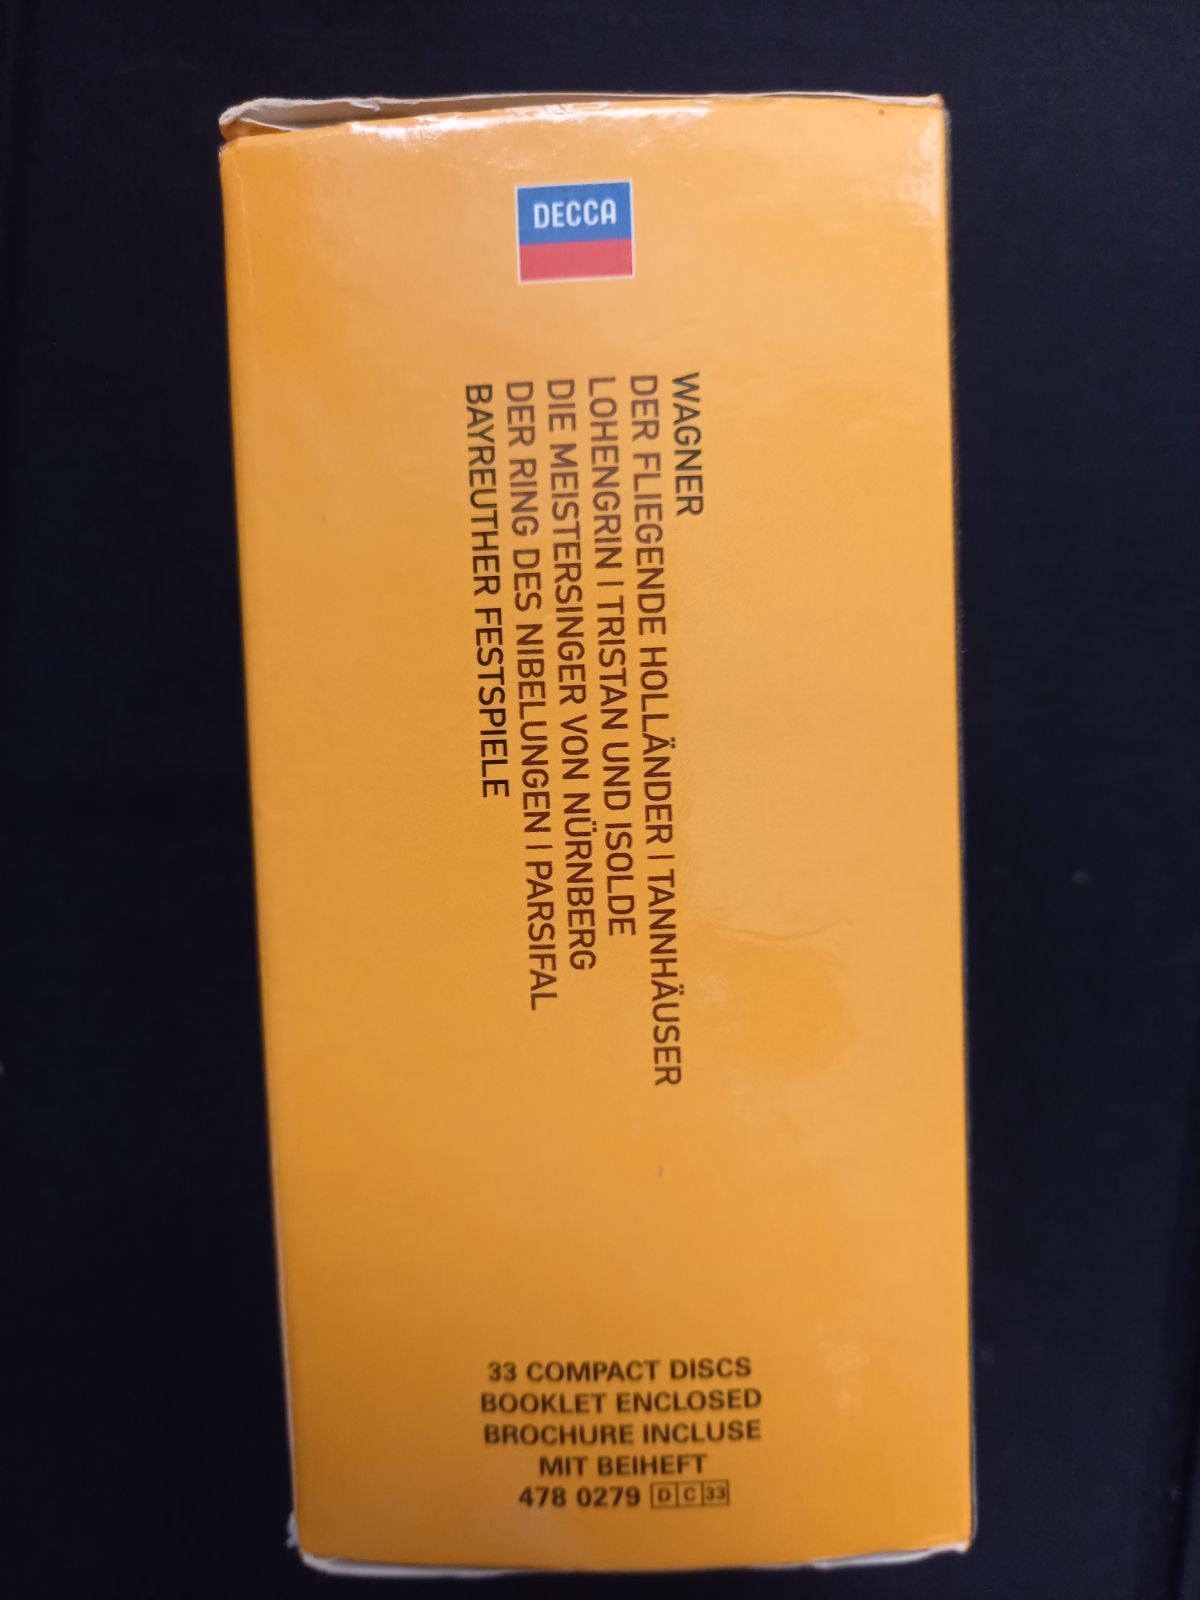 DECCA
WAGNER
DER FLIEGENDE HOLLÄNDER | TANNHÄUSER
LOHENGRIN | TRISTAN UND ISOLDE
DIE MEISTERSINGER VON NÜRNBERG
DER RING DES NIBELUNGEN | PARSIFAL
BAYREUTHER FESTSPIELE
33 COMPACT DISCS
BOOKLET ENCLOSED
BROCHURE INCLUSE
MIT BEIHEFT
478 0279 D C 33